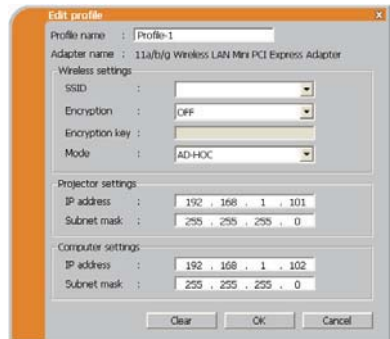 Edit profile x
Profile name : Profile-1
Adapter name : 11a/b/g Wireless LAN Mini PCI Express Adapter
Wireless settings
SSID :
Encryption : OFF
Encryption key :
Mode : AD-HOC
Projector settings
IP address : 192 . 168 . 1 . 101
Subnet mask : 255 . 255 . 255 . 0
Computer settings
IP address : 192 . 168 . 1 . 102
Subnet mask : 255 . 255 . 255 . 0
Clear OK Cancel